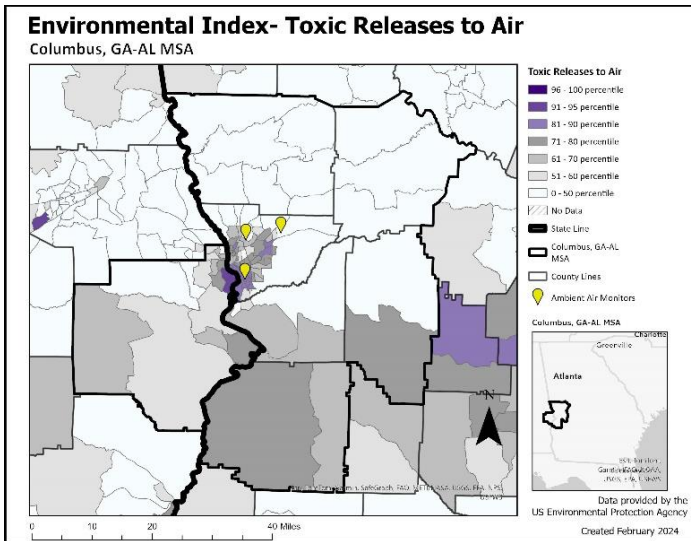 Environmental Index- Toxic Releases to Air
Columbus, GA-AL MSA
Toxic Releases to Air
96 - 100 percentile
91 - 95 percentile
81 - 90 percentile
71 - 80 percentile
61 - 70 percentile
51 - 60 percentile
0 - 50 percentile
No Data
State Line
Columbus, GA-AL
MSA
County Lines
Ambient Air Monitors
Columbus, GA-AL MSA
Charlotte
Greenville
Atlanta
N
Data provided by the
US Environmental Protection Agency
Created February 2024
0 10 20 40 Miles